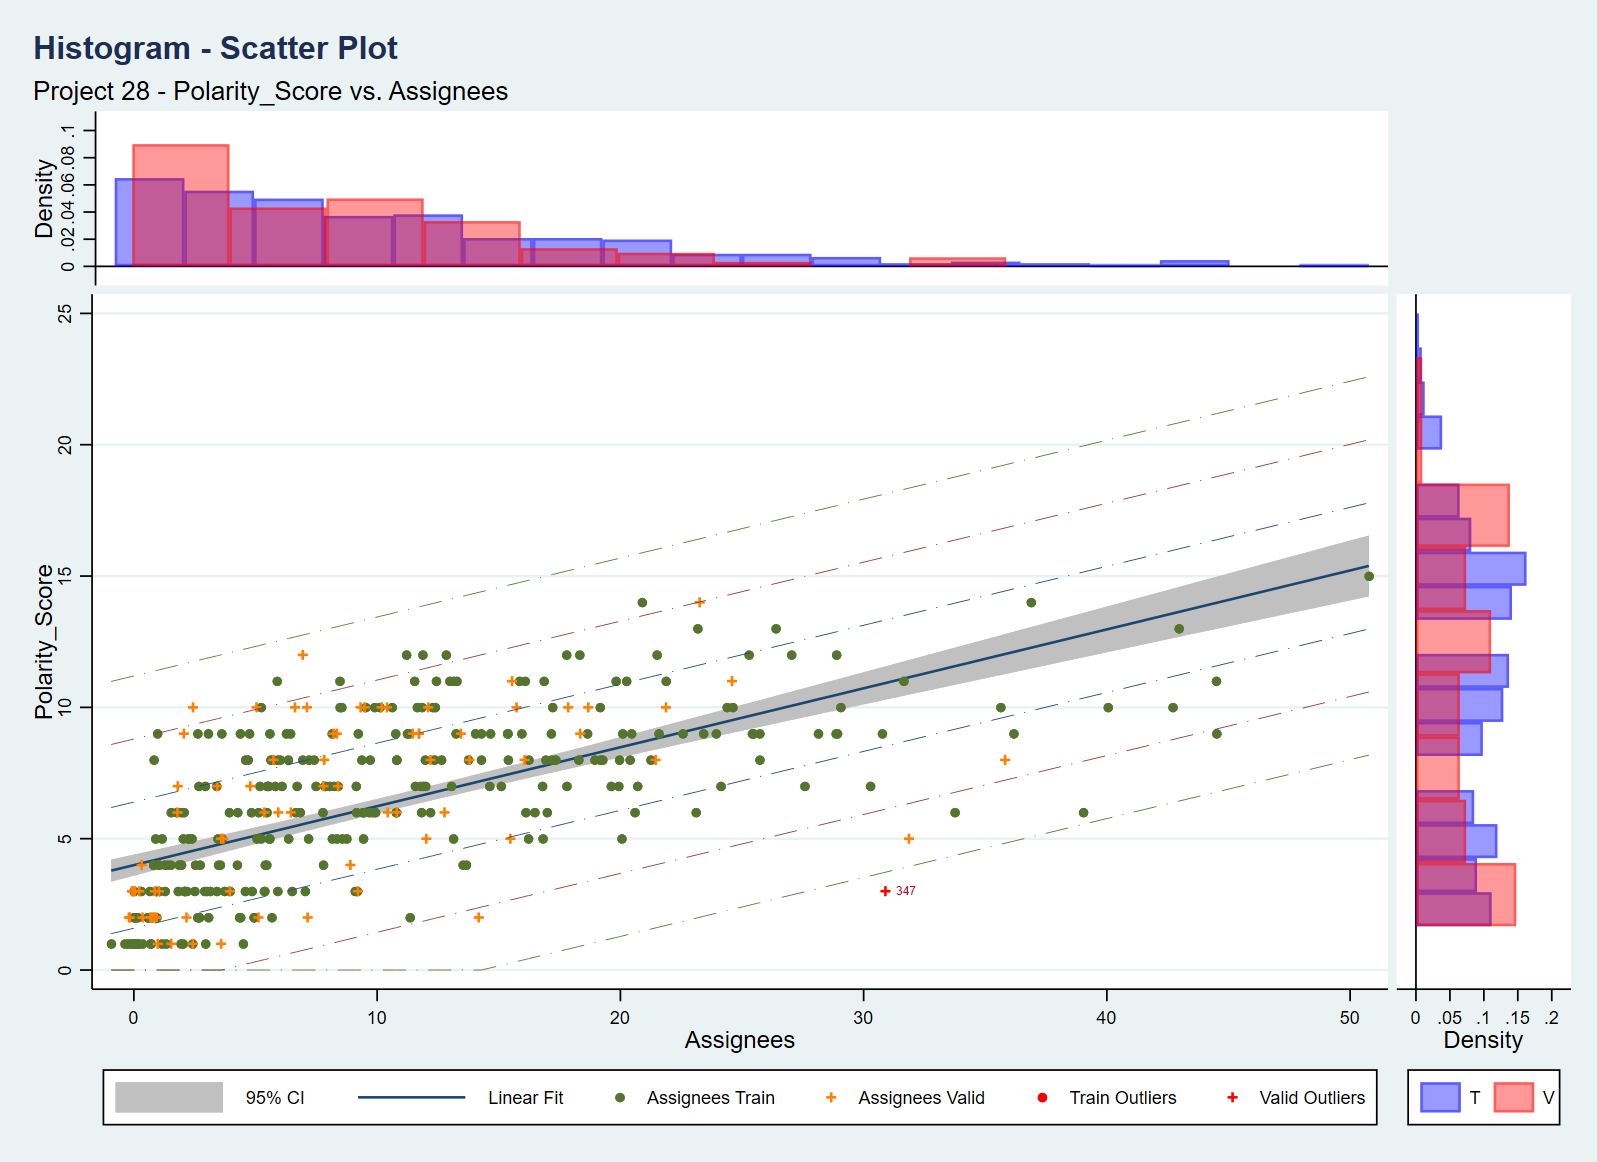 Histogram - Scatter Plot
Project 28 - Polarity_Score vs. Assignees
Density
0 .02 .04 .06 .08 .1
Polarity_Score
25
20
15
10
5
0
347
0 10 20 30 40 50
Assignees
0 .05 .1 .15 .2
Density
95% CI Linear Fit Assignees Train Assignees Valid Train Outliers Valid Outliers
T V